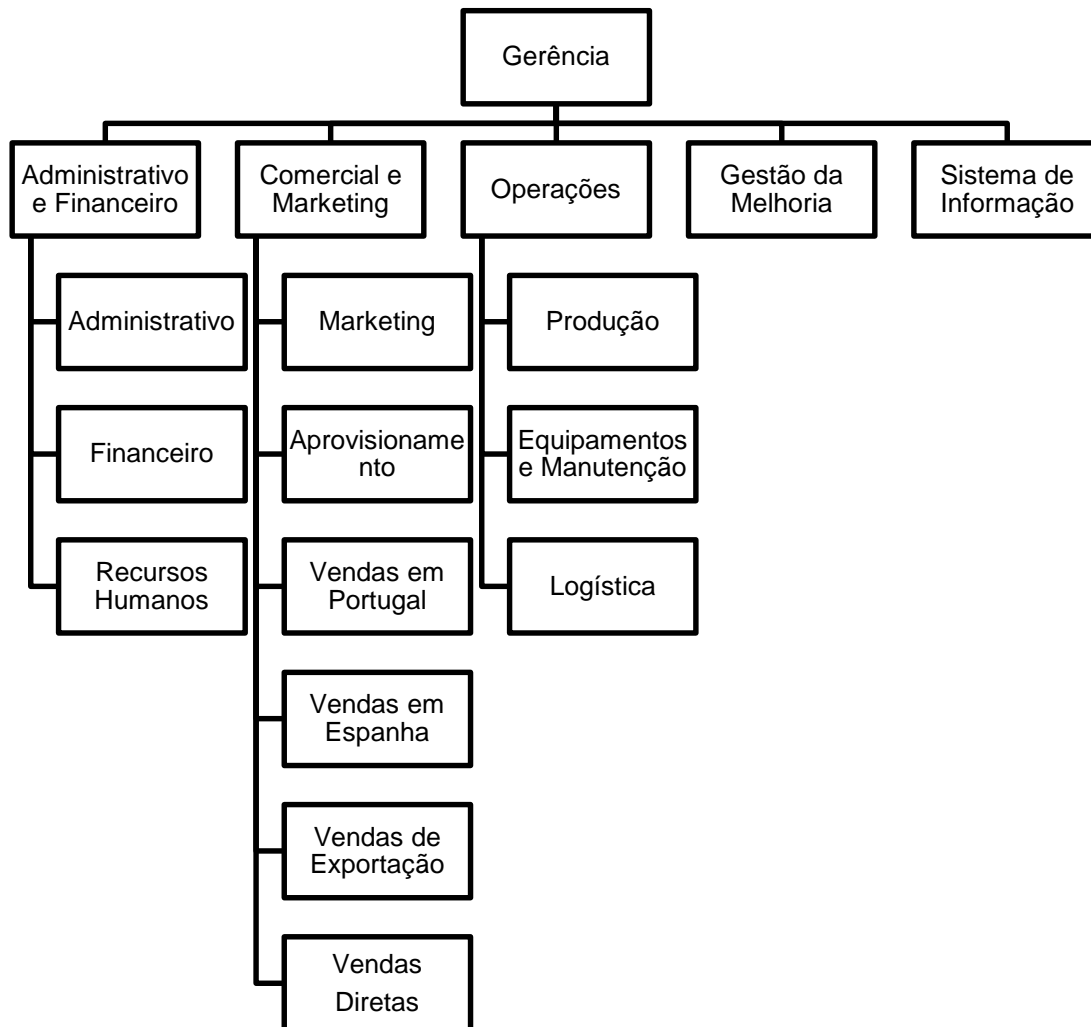 Gerência
Administrativo
e Financeiro
Comercial e
Marketing
Operações
Gestão da
Melhoria
Sistema de
Informação
Administrativo
Marketing
Produção
Financeiro
Aprovisioname
nto
Equipamentos
e Manutenção
Recursos
Humanos
Vendas em
Portugal
Logística
Vendas em
Espanha
Vendas de
Exportação
Vendas
Diretas